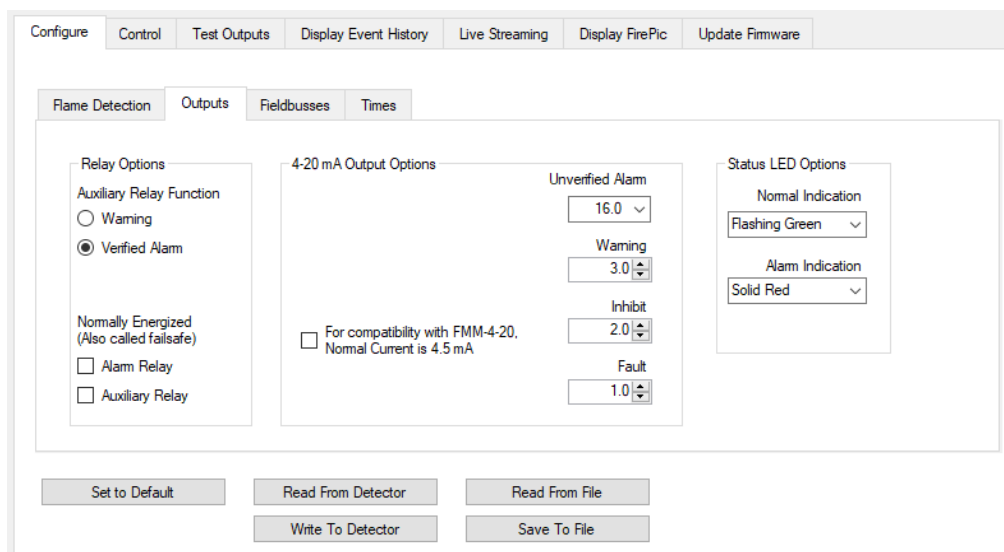 Configure Control Test Outputs Display Event History Live Streaming Display FirePic Update Firmware
Flame Detection Outputs Fieldbusses Times
Relay Options
Auxiliary Relay Function
Warning
Verified Alarm
Normally Energized
(Also called failsafe)
Alarm Relay
Auxiliary Relay
4-20 mA Output Options
Unverified Alarm
16.0
Warning
3.0
Inhibit
2.0
For compatibility with FMM-4-20,
Normal Current is 4.5 mA
Fault
1.0
Status LED Options
Normal Indication
Flashing Green
Alarm Indication
Solid Red
Set to Default Read From Detector Read From File
Write To Detector Save To File